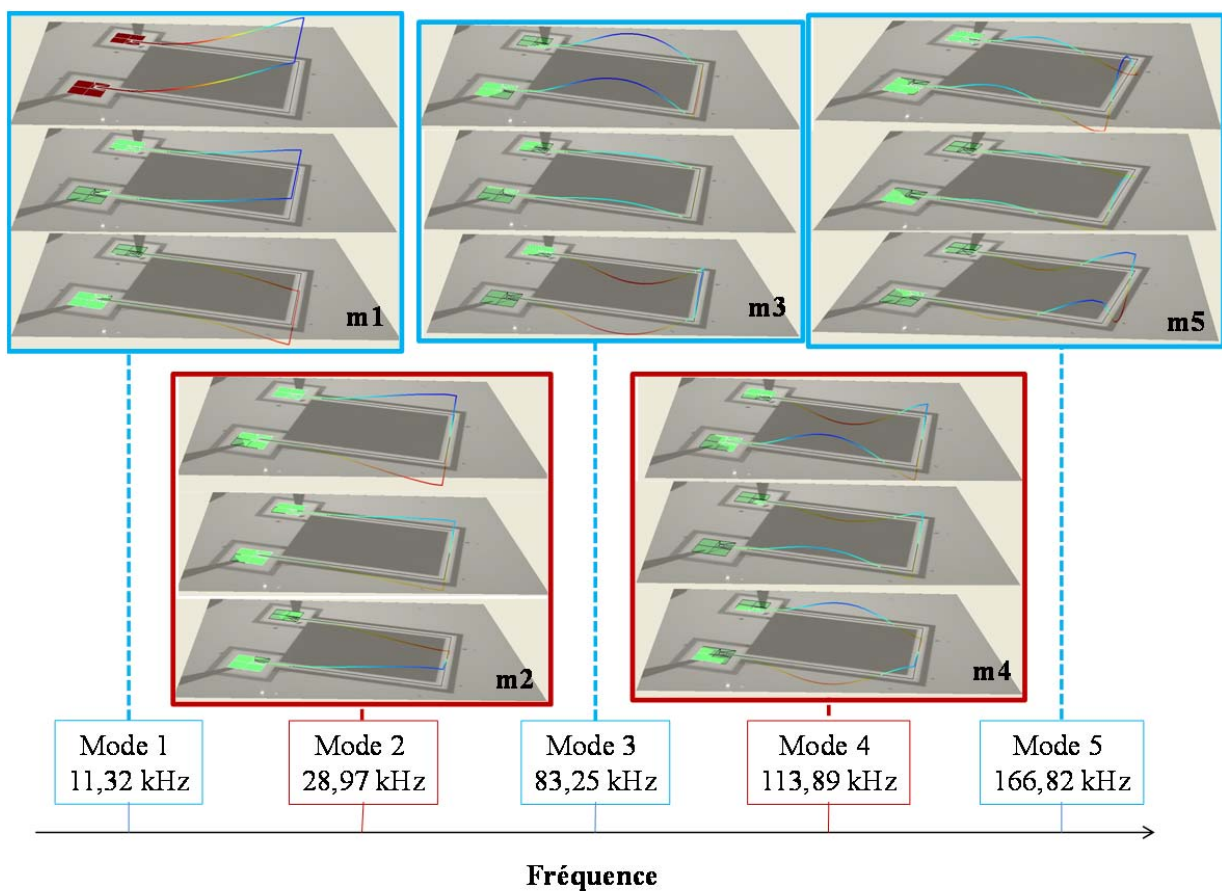 m1
m3
m5
m2
m4
Mode 1
11,32 kHz
Mode 2
28,97 kHz
Mode 3
83,25 kHz
Mode 4
113,89 kHz
Mode 5
166,82 kHz
Fréquence